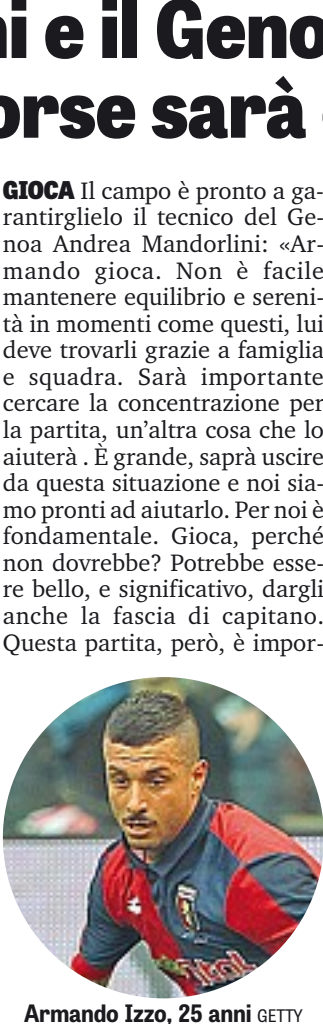 i e il Geno
orse sarà
GIOCA Il campo è pronto a ga-
rantirglielo il tecnico del Ge-
noa Andrea Mandorlini: «Ar-
mando gioca. Non è facile
mantenere equilibrio e sereni-
tà in momenti come questi, lui
deve trovarli grazie a famiglia
e squadra. Sarà importante
cercare la concentrazione per
la partita, un'altra cosa che lo
aiuterà . È grande, saprà uscire
da questa situazione e noi sia-
mo pronti ad aiutarlo. Per noi è
fondamentale. Gioca, perché
non dovrebbe? Potrebbe esse-
re bello, e significativo, dargli
anche la fascia di capitano.
Questa partita, però, è impor-
Armando Izzo, 25 anni GETTY